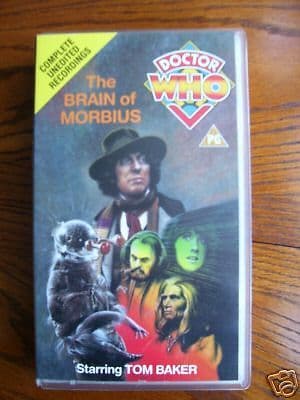 COMPLETE
UNEDITED
RECORDINGS
DOCTOR
WHO
The
BRAIN of
MORBIUS
PG
Starring TOM BAKER